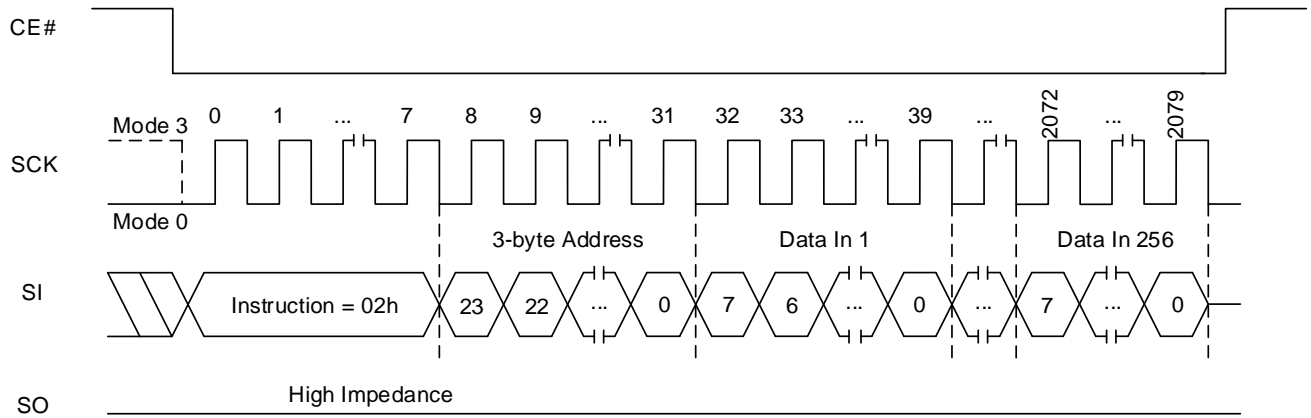 CE#
0 1 ... 7 8 9 ... 31 32 33 ... 39 ... 2072 ... 2079
Mode 3
SCK
Mode 0
3-byte Address Data In 1 Data In 256
SI Instruction = 02h 23 22 ... 0 7 6 ... 0 ... 7 ... 0
High Impedance
SO